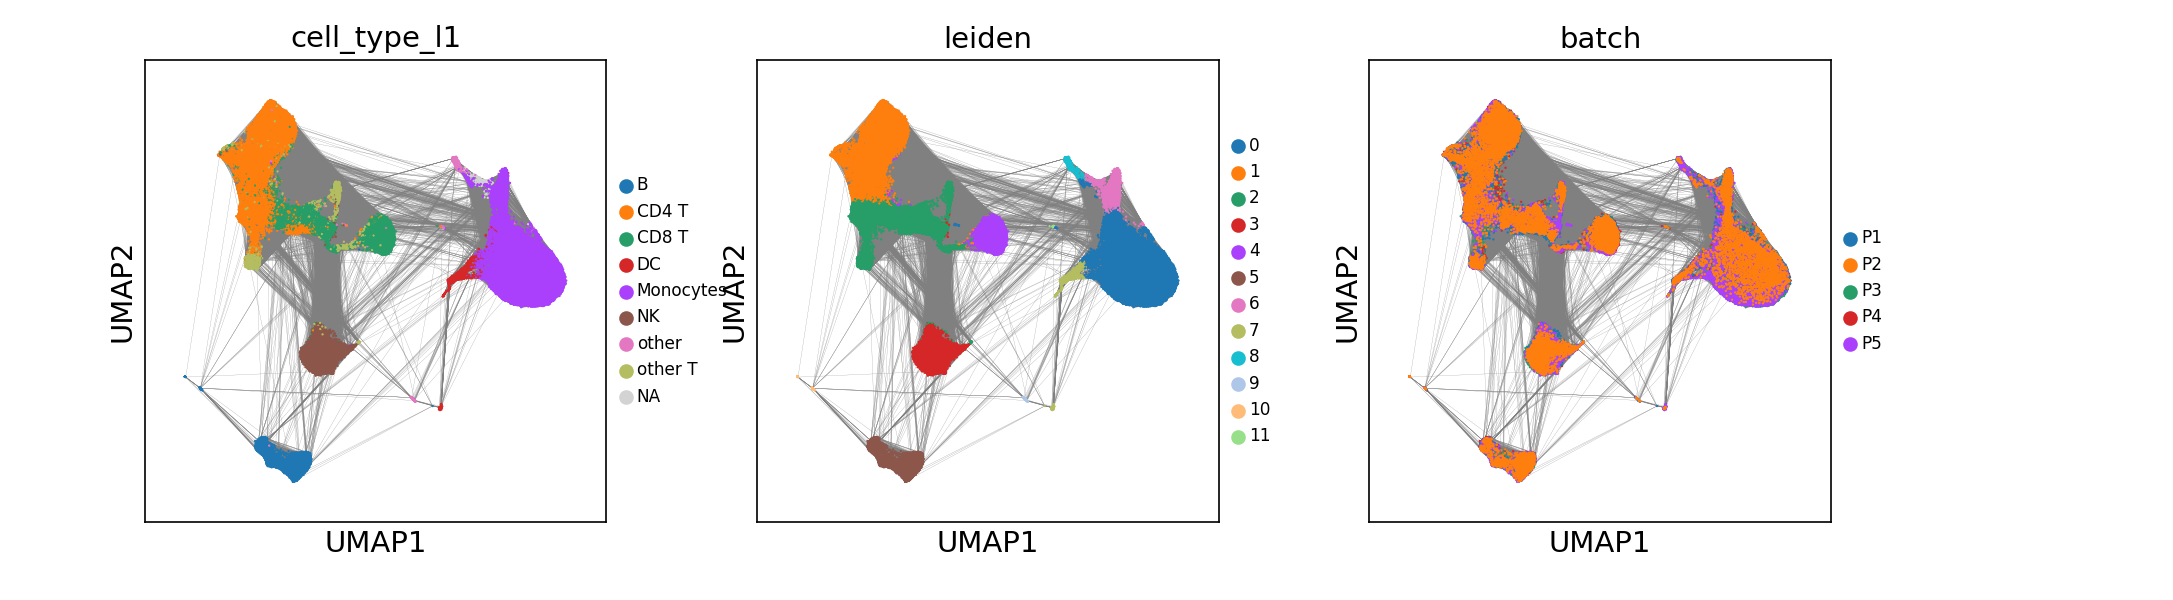 cell_type_l1
UMAP2
UMAP1
B
CD4 T
CD8 T
DC
Monocytes
NK
other
other T
NA
leiden
UMAP2
UMAP1
0
1
2
3
4
5
6
7
8
9
10
11
batch
UMAP2
UMAP1
P1
P2
P3
P4
P5